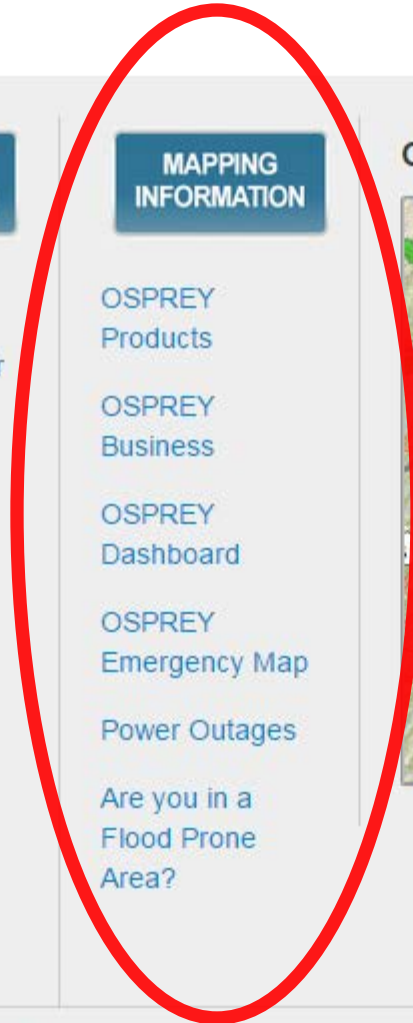 MAPPING
INFORMATION
OSPREY
Products
OSPREY
Business
OSPREY
Dashboard
OSPREY
Emergency Map
Power Outages
Are you in a
Flood Prone
Area?